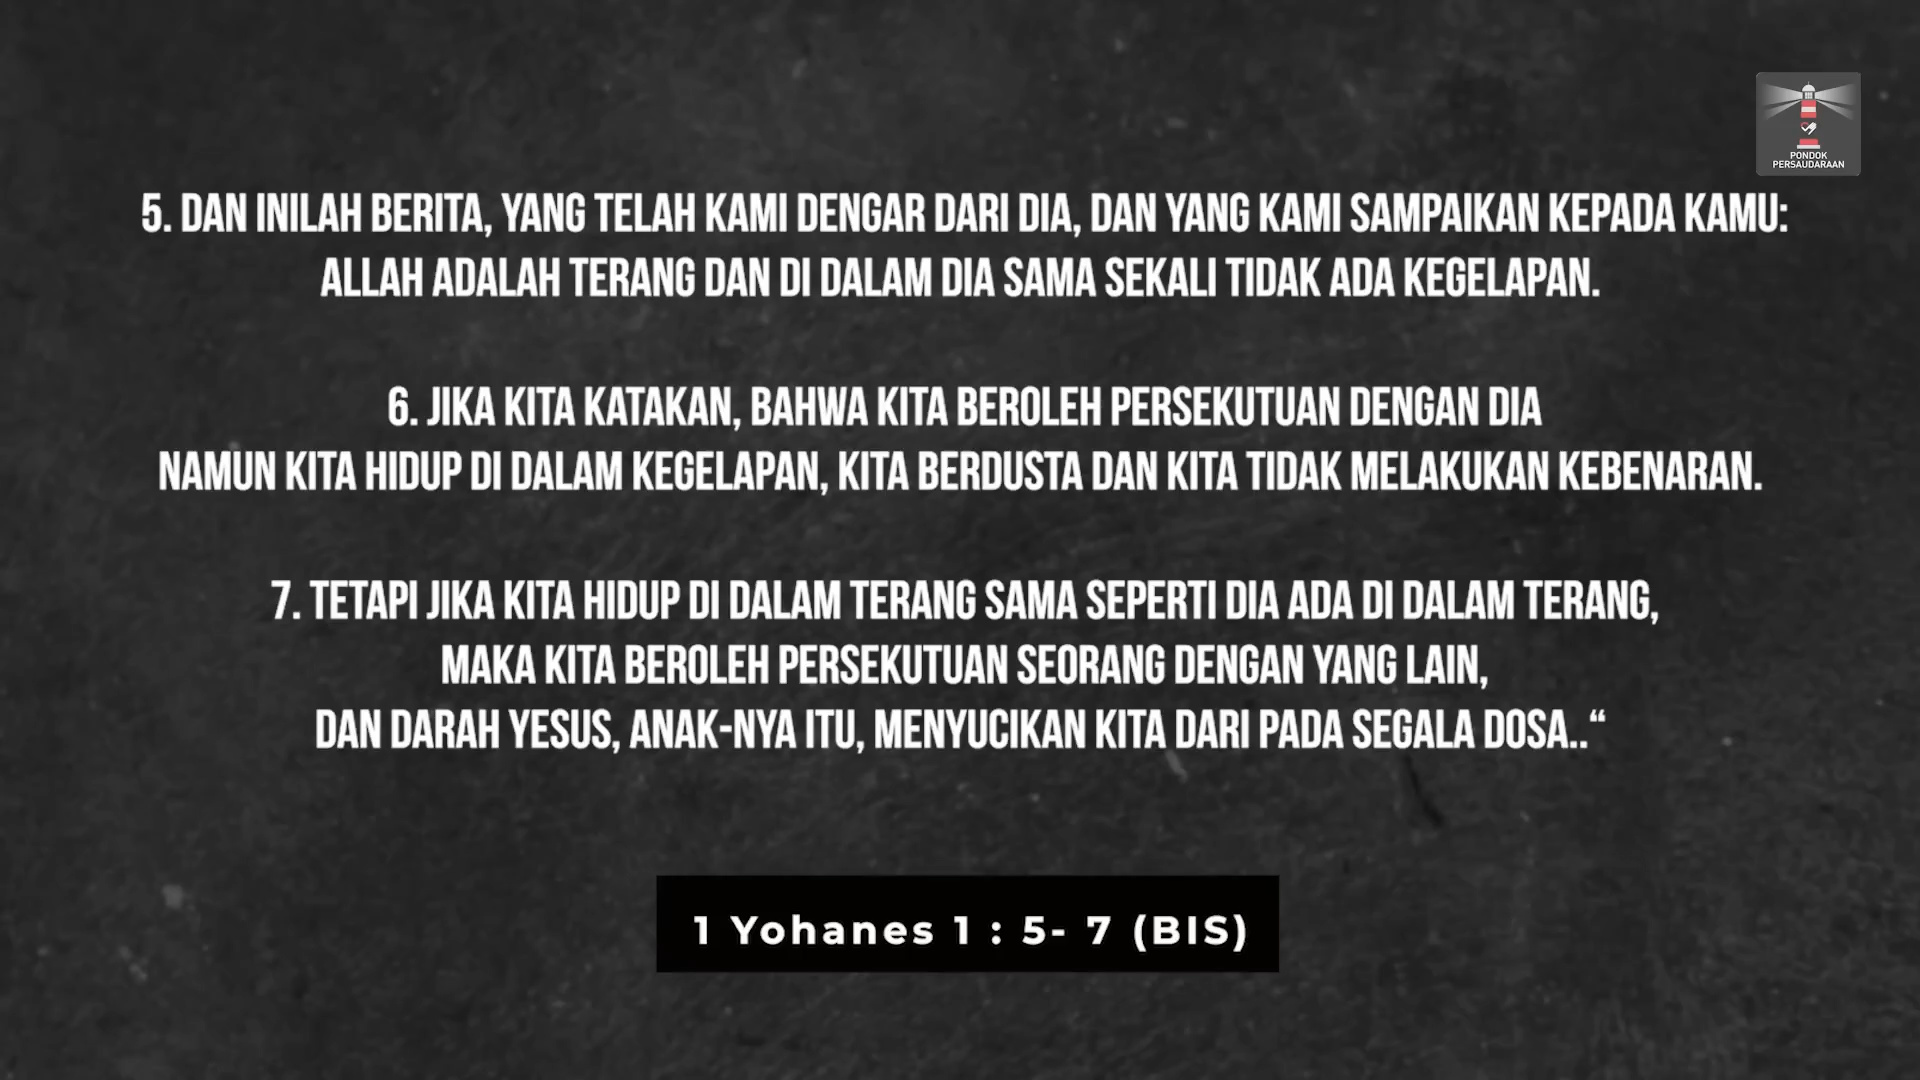 PONDOK
PERSAUDARAAN
5. DAN INILAH BERITA, YANG TELAH KAMI DENGAR DARI DIA, DAN YANG KAMI SAMPAIKAN KEPADA KAMU:
ALLAH ADALAH TERANG DAN DI DALAM DIA SAMA SEKALI TIDAK ADA KEGELAPAN.
6. JIKA KITA KATAKAN, BAHWA KITA BEROLEH PERSEKUTUAN DENGAN DIA
NAMUN KITA HIDUP DI DALAM KEGELAPAN, KITA BERDUSTA DAN KITA TIDAK MELAKUKAN KEBENARAN.
7. TETAPI JIKA KITA HIDUP DI DALAM TERANG SAMA SEPERTI DIA ADA DI DALAM TERANG,
MAKA KITA BEROLEH PERSEKUTUAN SEORANG DENGAN YANG LAIN,
DAN DARAH YESUS, ANAK-NYA ITU, MENYUCIKAN KITA DARI PADA SEGALA DOSA..“
1 Yohanes 1 : 5- 7 (BIS)